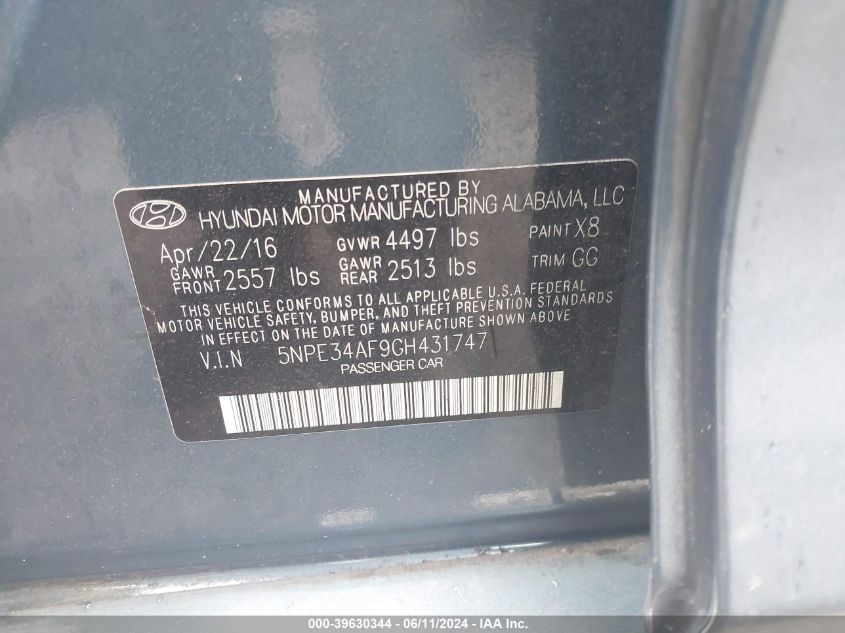 MANUFACTURED BY
HYUNDAI MOTOR MANUFACTURING ALABAMA, LLC
Apr/22/16 GVWR 4497 lbs PAINT X8
GAWR FRONT 2557 lbs GAWR REAR 2513 lbs TRIM GG
THIS VEHICLE CONFORMS TO ALL APPLICABLE U.S.A. FEDERAL
MOTOR VEHICLE SAFETY, BUMPER, AND THEFT PREVENTION STANDARDS
IN EFFECT ON THE DATE OF MANUFACTURE SHOWN ABOVE.
V.I.N 5NPE34AF9GH431747
PASSENGER CAR
000-39630344 - 06/11/2024 - IAA Inc.